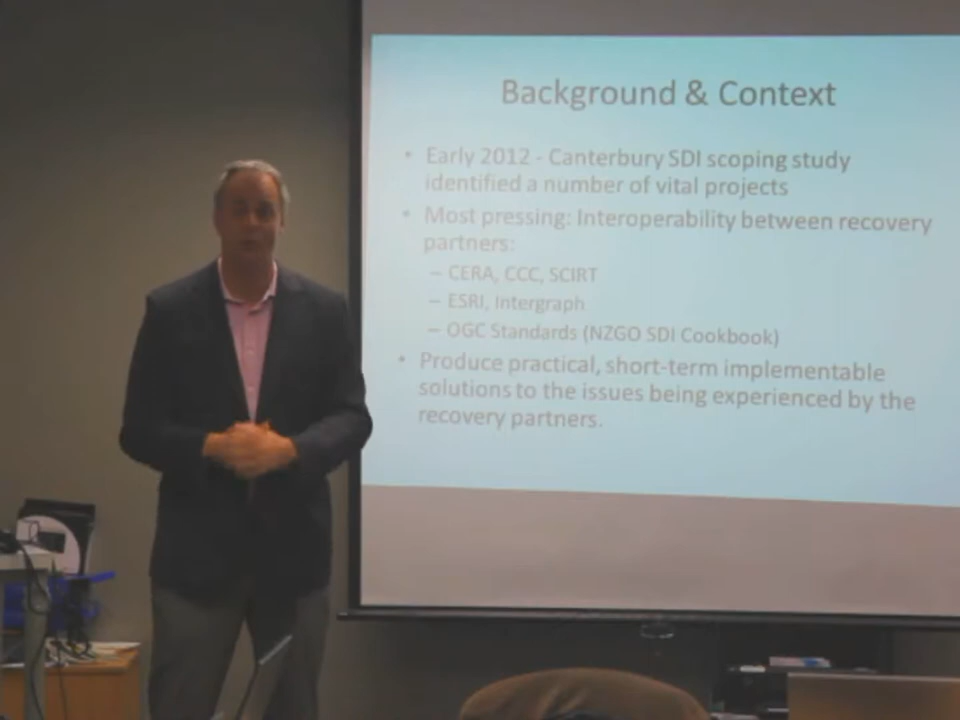 Background & Context
• Early 2012 - Canterbury SDI scoping study
identified a number of vital projects
• Most pressing: Interoperability between recovery
partners:
– CERA, CCC, SCIRT
– ESRI, Intergraph
– OGC Standards (NZGO SDI Cookbook)
• Produce practical, short-term implementable
solutions to the issues being experienced by the
recovery partners.